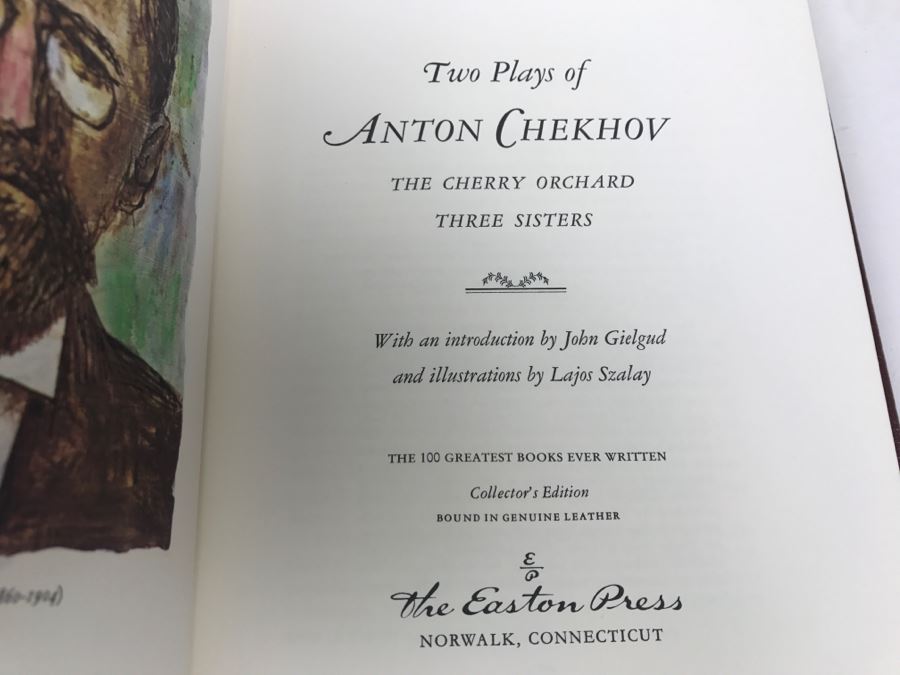 Two Plays of
ANTON CHEKHOV
THE CHERRY ORCHARD
THREE SISTERS
With an introduction by John Gielgud
and illustrations by Lajos Szalay
THE 100 GREATEST BOOKS EVER WRITTEN
Collector's Edition
BOUND IN GENUINE LEATHER
E
P
The Easton Press
NORWALK, CONNECTICUT
860-1904)